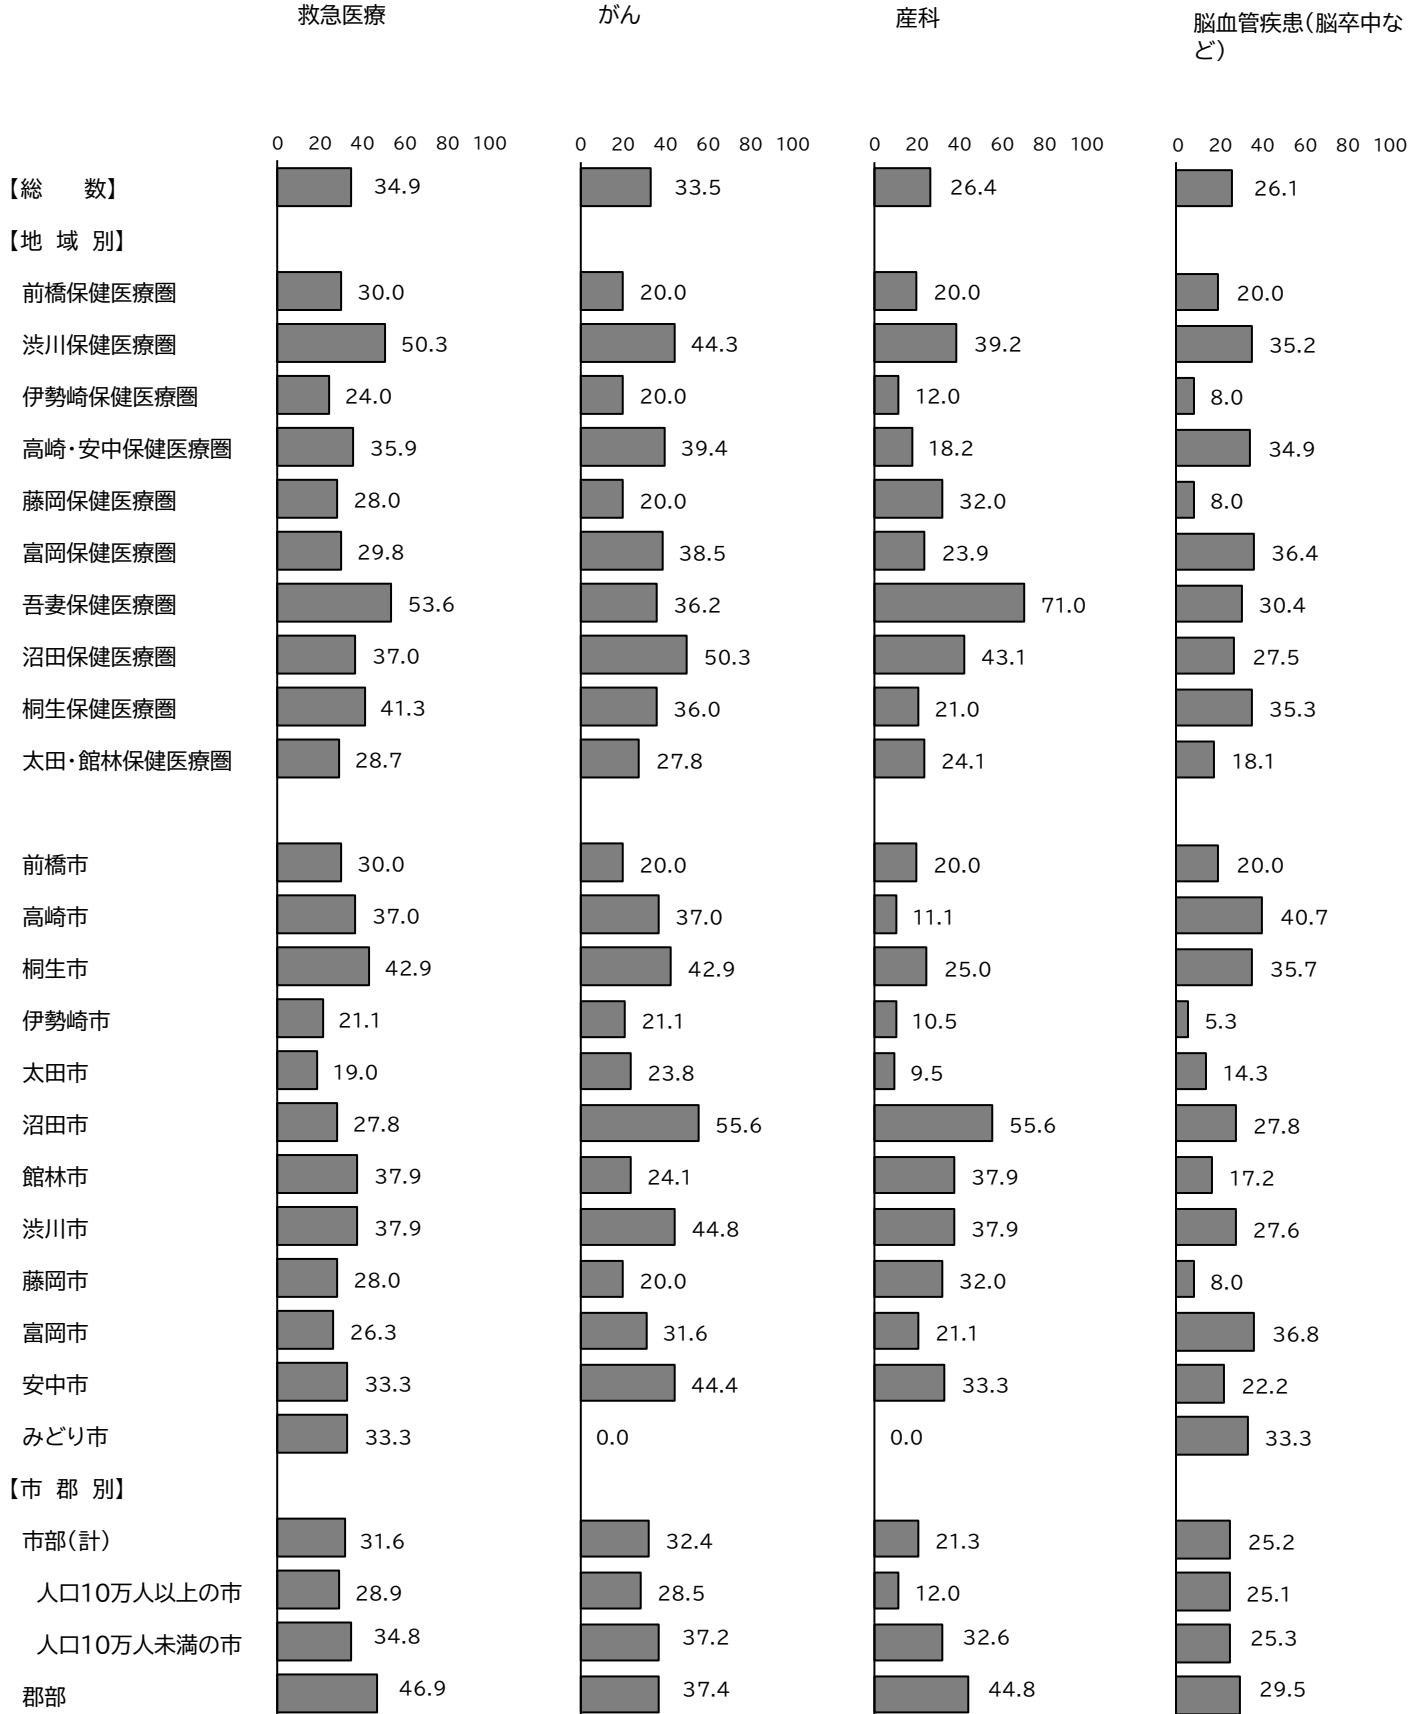 救急医療 がん 産科 脳血管疾患（脳卒中な
ど）
0 20 40 60 80 100 0 20 40 60 80 100 0 20 40 60 80 100 0 20 40 60 80 100
【総　数】 34.9 33.5 26.4 26.1
【地 域 別】
前橋保健医療圏 30.0 20.0 20.0 20.0
渋川保健医療圏 50.3 44.3 39.2 35.2
伊勢崎保健医療圏 24.0 20.0 12.0 8.0
高崎・安中保健医療圏 35.9 39.4 18.2 34.9
藤岡保健医療圏 28.0 20.0 32.0 8.0
富岡保健医療圏 29.8 38.5 23.9 36.4
吾妻保健医療圏 53.6 36.2 71.0 30.4
沼田保健医療圏 37.0 50.3 43.1 27.5
桐生保健医療圏 41.3 36.0 21.0 35.3
太田・館林保健医療圏 28.7 27.8 24.1 18.1
前橋市 30.0 20.0 20.0 20.0
高崎市 37.0 37.0 11.1 40.7
桐生市 42.9 42.9 25.0 35.7
伊勢崎市 21.1 21.1 10.5 5.3
太田市 19.0 23.8 9.5 14.3
沼田市 27.8 55.6 55.6 27.8
館林市 37.9 24.1 37.9 17.2
渋川市 37.9 44.8 37.9 27.6
藤岡市 28.0 20.0 32.0 8.0
富岡市 26.3 31.6 21.1 36.8
安中市 33.3 44.4 33.3 22.2
みどり市 33.3 0.0 0.0 33.3
【市 郡 別】
市部（計） 31.6 32.4 21.3 25.2
人口10万人以上の市 28.9 28.5 12.0 25.1
人口10万人未満の市 34.8 37.2 32.6 25.3
郡部 46.9 37.4 44.8 29.5